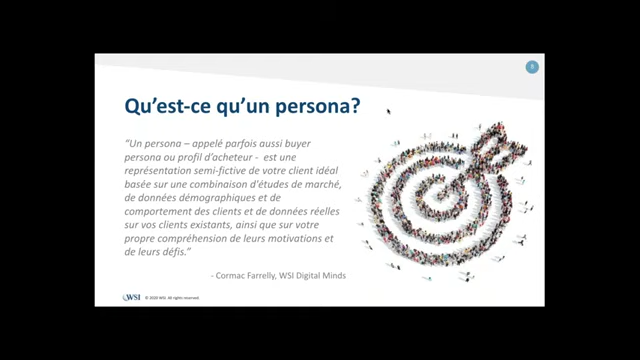 5
Qu'est-ce qu'un persona?
"Un persona – appelé parfois aussi buyer
persona ou profil d'acheteur - est une
représentation semi-fictive de votre client idéal
basée sur une combinaison d'études de marché,
de données démographiques et de
comportement des clients et de données réelles
sur vos clients existants, ainsi que sur votre
propre compréhension de leurs motivations et
de leurs défis."
- Cormac Farrelly, WSI Digital Minds
WSI © 2020 WSI. All rights reserved.